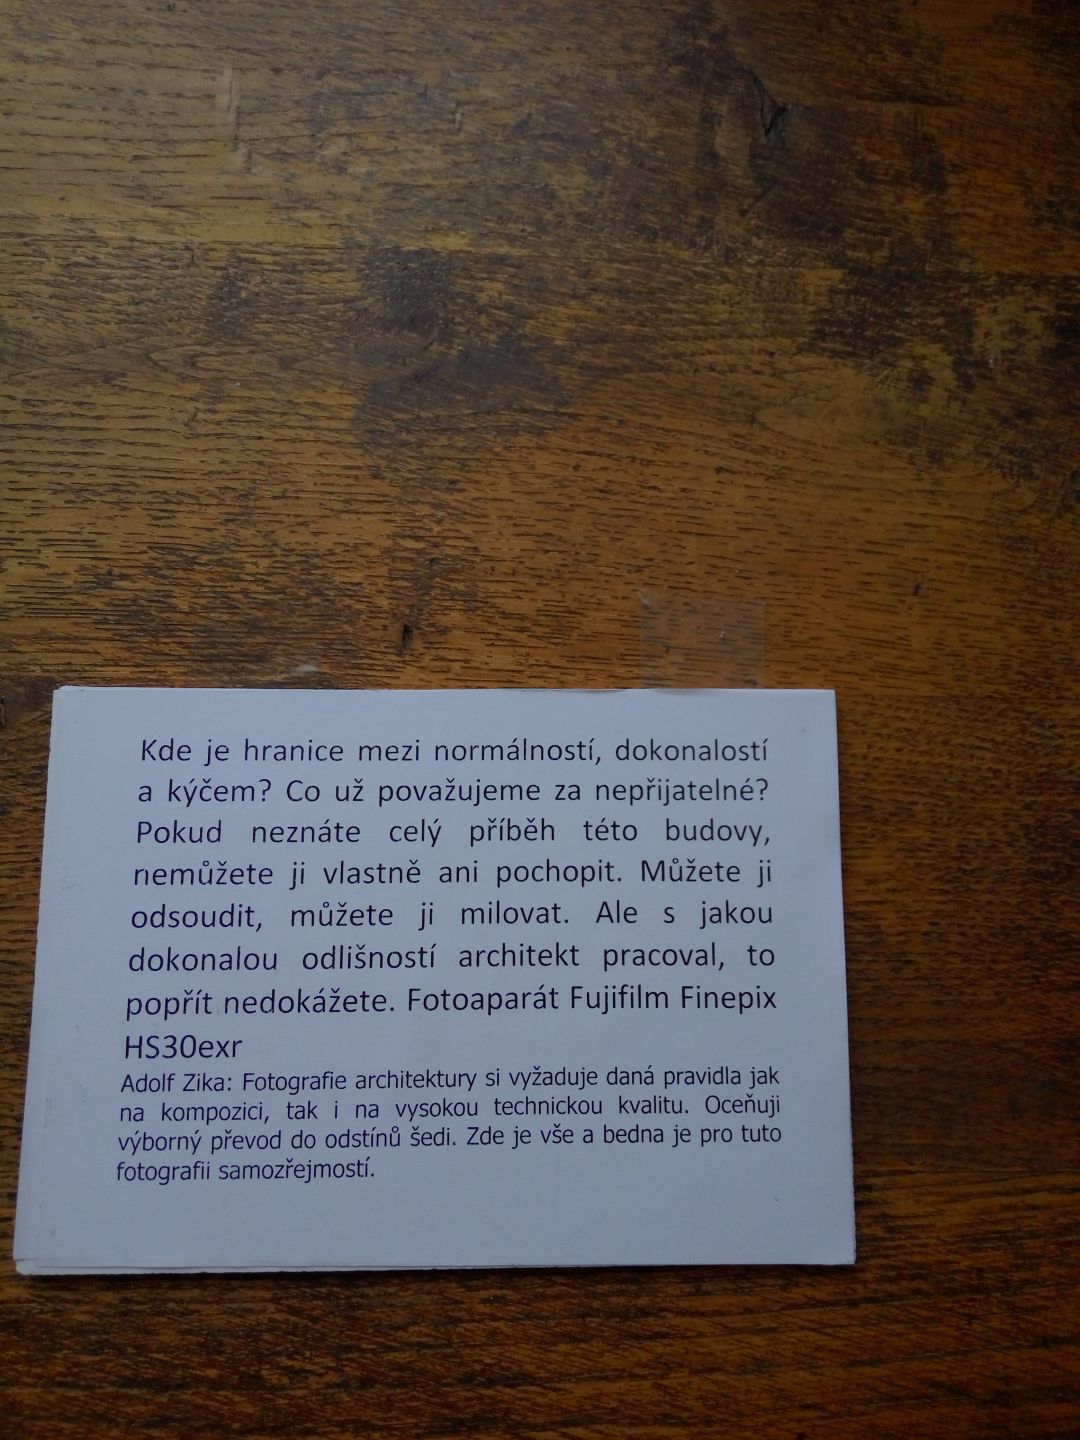 Kde je hranice mezi normálností, dokonalostí
a kýčem? Co už považujeme za nepřijatelné?
Pokud neznáte celý příběh této budovy,
nemůžete ji vlastně ani pochopit. Můžete ji
odsoudit, můžete ji milovat. Ale s jakou
dokonalou odlišností architekt pracoval, to
popřít nedokážete. Fotoaparát Fujifilm Finepix
HS30exr
Adolf Zika: Fotografie architektury si vyžaduje daná pravidla jak
na kompozici, tak i na vysokou technickou kvalitu. Oceňuji
výborný převod do odstínů šedi. Zde je vše a bedna je pro tuto
fotografii samozřejmostí.